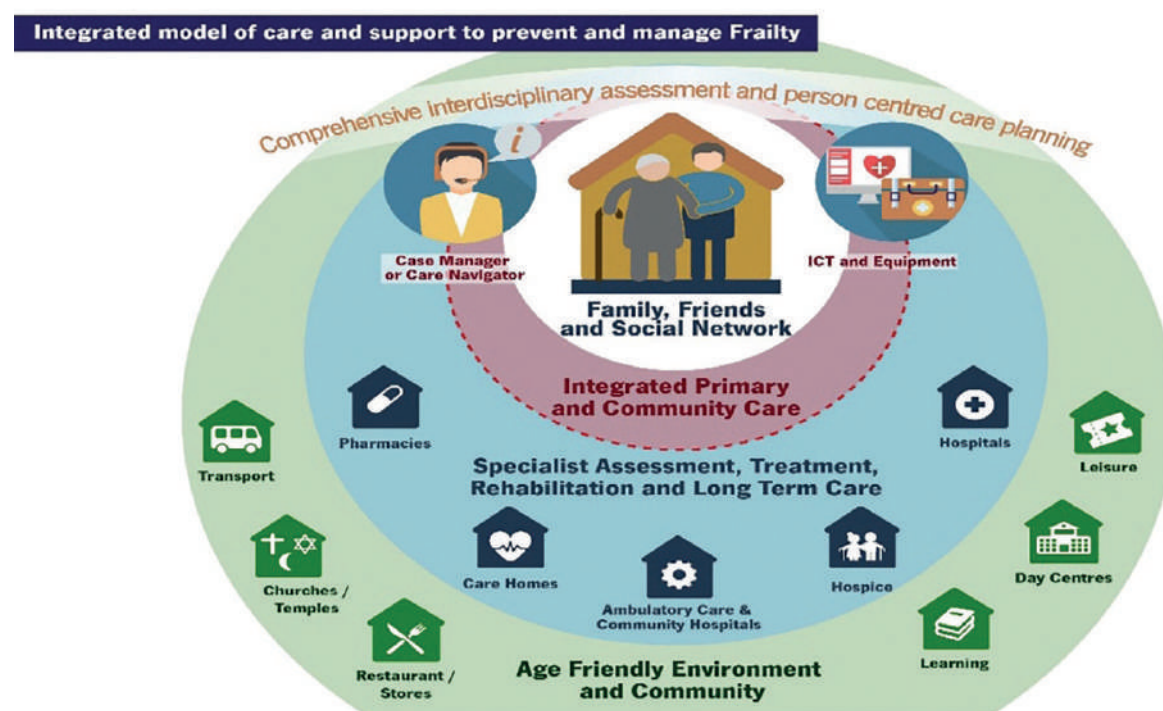 Integrated model of care and support to prevent and manage Frailty
Comprehensive interdisciplinary assessment and person centred care planning
i
Case Manager
or Care Navigator
ICT and Equipment
Family, Friends
and Social Network
Integrated Primary
and Community Care
Pharmacies
Hospitals
Transport
Leisure
Specialist Assessment, Treatment,
Rehabilitation and Long Term Care
Care Homes
Ambulatory Care &
Community Hospitals
Hospice
Churches /
Temples
Day Centres
Restaurant /
Stores
Learning
Age Friendly Environment
and Community